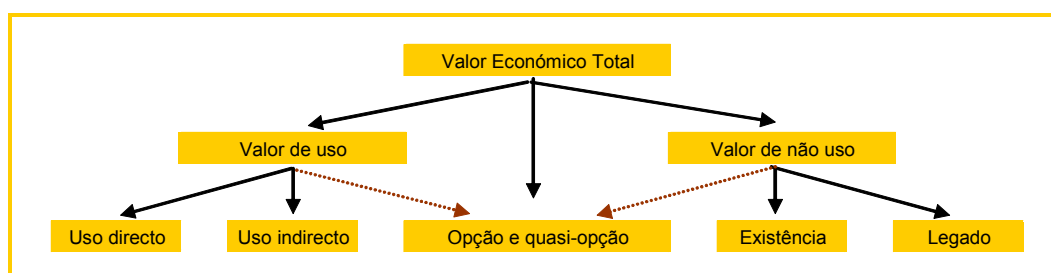 Valor Económico Total
Valor de uso
Valor de não uso
Uso directo
Uso indirecto
Opção e quasi-opção
Existência
Legado